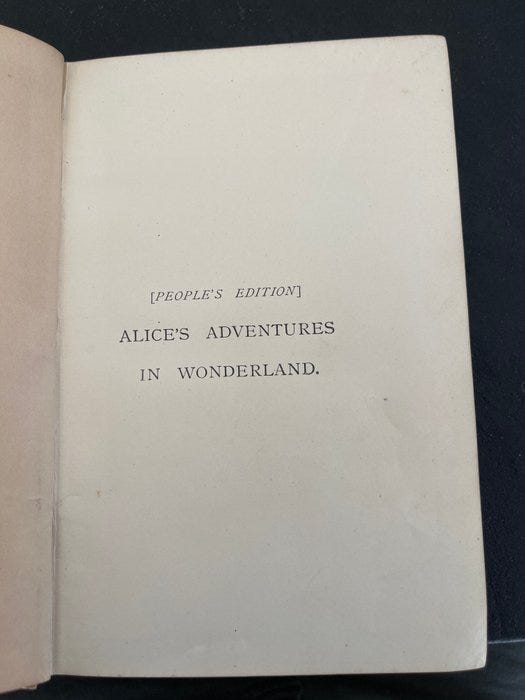 [PEOPLE'S EDITION]
ALICE'S ADVENTURES
IN WONDERLAND.